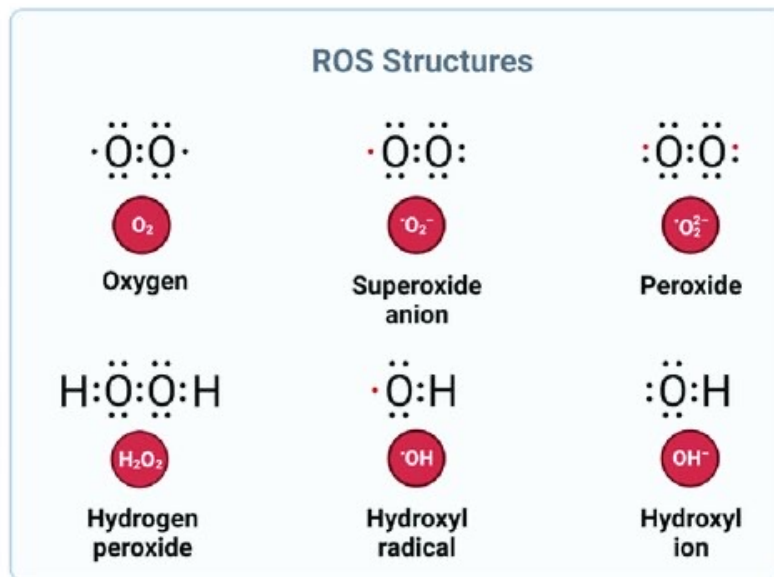 ROS Structures
·Ö:Ö·
·Ö:Ö:
:Ö:Ö:
O₂
·O₂⁻
·O₂²⁻
Oxygen
Superoxide
anion
Peroxide
H:Ö:Ö:H
·Ö:H
:Ö:H
H₂O₂
·OH
OH⁻
Hydrogen
peroxide
Hydroxyl
radical
Hydroxyl
ion